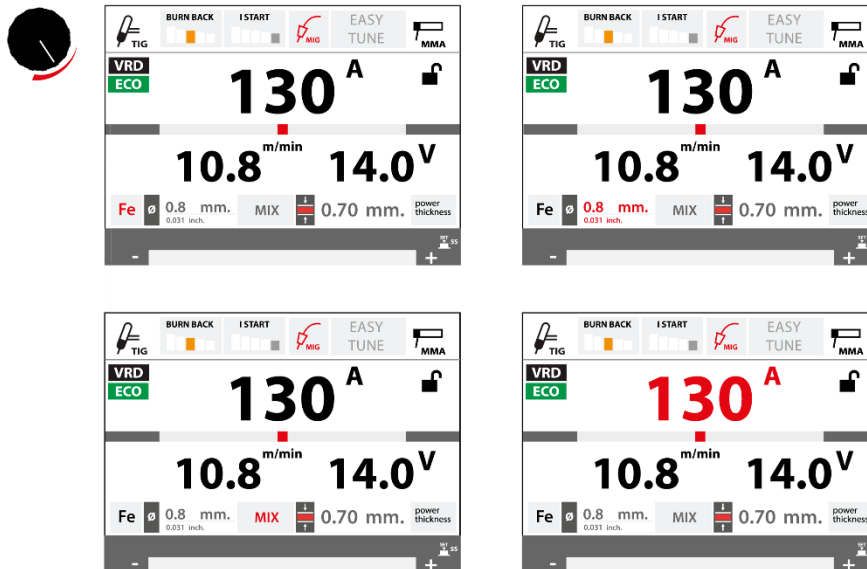 TIG BURN BACK I START MIG EASY TUNE MMA
VRD
ECO
130 A
10.8 m/min 14.0 V
Fe ø 0.8 mm. 0.031 inch. MIX 0.70 mm. power thickness
SET SS
- +
TIG BURN BACK I START MIG EASY TUNE MMA
VRD
ECO
130 A
10.8 m/min 14.0 V
Fe ø 0.8 mm. 0.031 inch. MIX 0.70 mm. power thickness
SET
- +
TIG BURN BACK I START MIG EASY TUNE MMA
VRD
ECO
130 A
10.8 m/min 14.0 V
Fe ø 0.8 mm. 0.031 inch. MIX 0.70 mm. power thickness
SET SS
- +
TIG BURN BACK I START MIG EASY TUNE MMA
VRD
ECO
130 A
10.8 m/min 14.0 V
Fe ø 0.8 mm. 0.031 inch. MIX 0.70 mm. power thickness
SET
- +